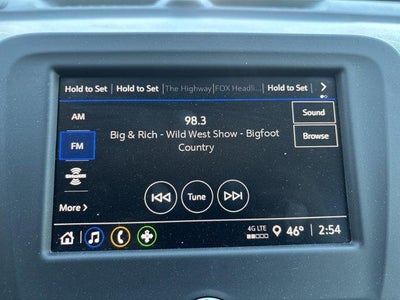 Hold to Set Hold to Set The Highway FOX Headli... Hold to Set
AM
98.3
Sound
FM
Big & Rich - Wild West Show - Bigfoot
Country
Browse
More >
Tune
4G LTE
46° 2:54